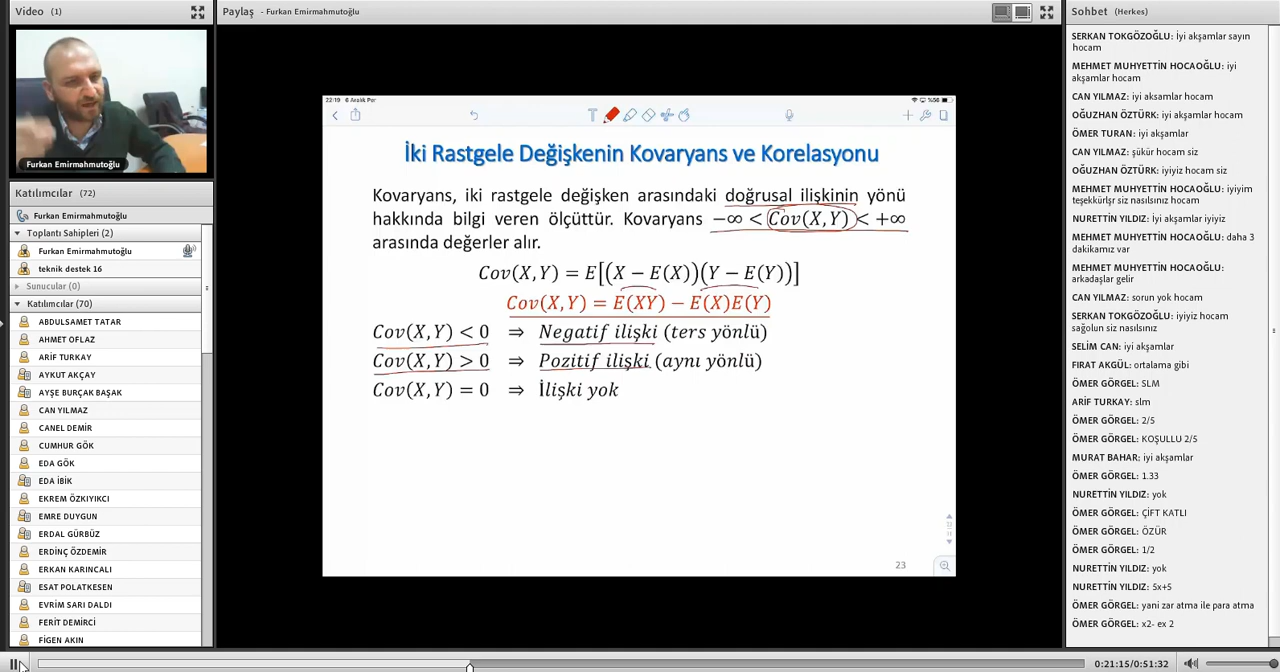 Video (1)
Furkan Emirmahmutoğlu
Katılımcılar (72)
Furkan Emirmahmutoğlu
Toplantı Sahipleri (2)
Furkan Emirmahmutoğlu
teknik destek 16
Sunucular (0)
Katılımcılar (70)
ABDULSAMET TATAR
AHMET OFLAZ
ARİF TURKAY
AYKUT AKÇAY
AYŞE BURÇAK BAŞAK
CAN YILMAZ
CANEL DEMİR
CUMHUR GÖK
EDA GÖK
EDA İBİK
EKREM ÖZKIYIKCI
EMRE DUYGUN
ERDAL GÜRBÜZ
ERDİNÇ ÖZDEMİR
ERKAN KARINCALI
ESAT POLATKESEN
EVRİM SARI DALDI
FERİT DEMİRCİ
FİGEN AKIN
Paylaş - Furkan Emirmahmutoğlu
22:19 6 Aralık Per
%56
İki Rastgele Değişkenin Kovaryans ve Korelasyonu
Kovaryans, iki rastgele değişken arasındaki doğrusal ilişkinin yönü
hakkında bilgi veren ölçüttür. Kovaryans −∞ < Cov(X,Y) < +∞
arasında değerler alır.
Cov(X,Y) = E[(X − E(X))(Y − E(Y))]
Cov(X,Y) = E(XY) − E(X)E(Y)
Cov(X,Y) < 0 ⇒ Negatif ilişki (ters yönlü)
Cov(X,Y) > 0 ⇒ Pozitif ilişki (aynı yönlü)
Cov(X,Y) = 0 ⇒ İlişki yok
23
Sohbet (Herkes)
SERKAN TOKGÖZOĞLU: İyi akşamlar sayın
hocam
MEHMET MUHYETTİN HOCAOĞLU: iyi
akşamlar hocam
CAN YILMAZ: iyi aksamlar hocam
OĞUZHAN ÖZTÜRK: iyi akşamlar hocam
ÖMER TURAN: iyi akşamlar
CAN YILMAZ: şükür hocam siz
OĞUZHAN ÖZTÜRK: iyiyiz hocam siz
MEHMET MUHYETTİN HOCAOĞLU: iyiyim
teşekkürlşr siz nasılsınız hocam
NURETTİN YILDIZ: İyi akşamlar iyiyiz
MEHMET MUHYETTİN HOCAOĞLU: daha 3
dakikamız var
MEHMET MUHYETTİN HOCAOĞLU:
arkadaşlar gelir
CAN YILMAZ: sorun yok hocam
SERKAN TOKGÖZOĞLU: iyiyiz hocam
sağolun siz nasılsınız
SELİM CAN: iyi akşamlar
FIRAT AKGÜL: ortalama gibi
ÖMER GÖRGEL: SLM
ARİF TURKAY: slm
ÖMER GÖRGEL: 2/5
ÖMER GÖRGEL: KOŞULLU 2/5
MURAT BAHAR: iyi akşamlar
ÖMER GÖRGEL: 1.33
NURETTİN YILDIZ: yok
ÖMER GÖRGEL: ÇİFT KATLI
ÖMER GÖRGEL: ÖZÜR
ÖMER GÖRGEL: 1/2
NURETTİN YILDIZ: yok
NURETTİN YILDIZ: 5x+5
ÖMER GÖRGEL: yani zar atma ile para atma
ÖMER GÖRGEL: x2- ex 2
0:21:15/0:51:32